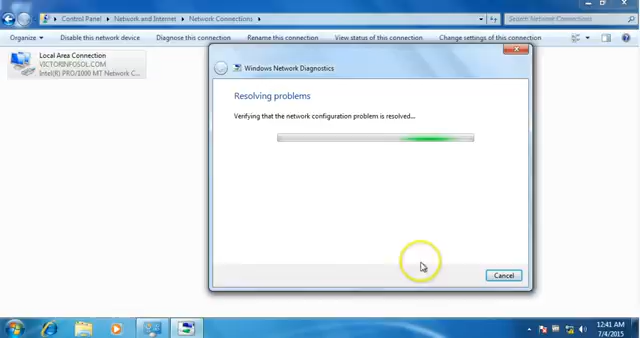 Control Panel
Network and Internet
Network Connections
Search Network Connections
Organize
Disable this network device
Diagnose this connection
Rename this connection
View status of this connection
Change settings of this connection
Local Area Connection
VICTORINFOSOL.COM
Intel(R) PRO/1000 MT Network C...
Windows Network Diagnostics
Resolving problems
Verifying that the network configuration problem is resolved...
Cancel
12:41 AM
7/4/2015